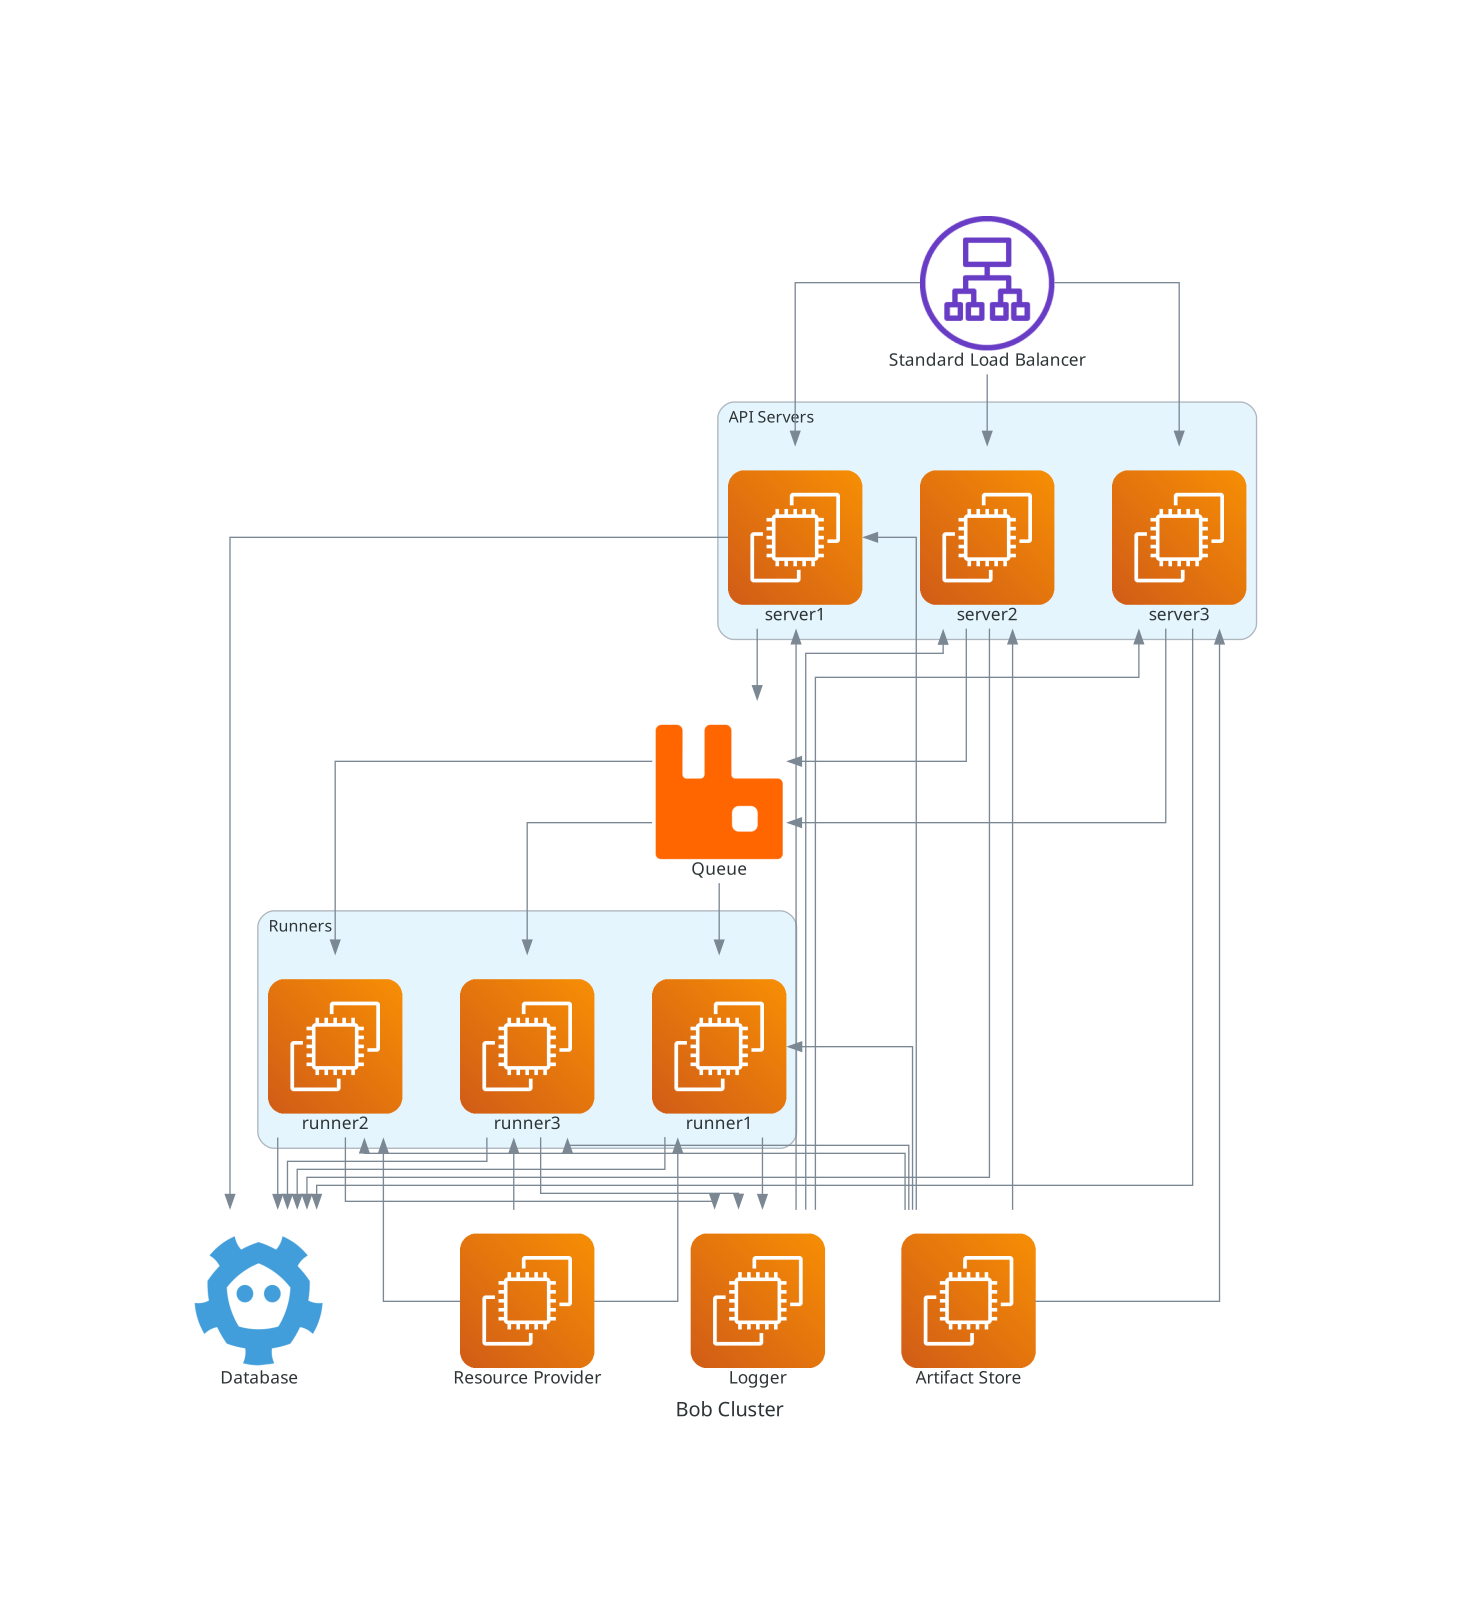 Standard Load Balancer
API Servers
server1
server2
server3
Queue
Runners
runner2
runner3
runner1
Database
Resource Provider
Logger
Artifact Store
Bob Cluster